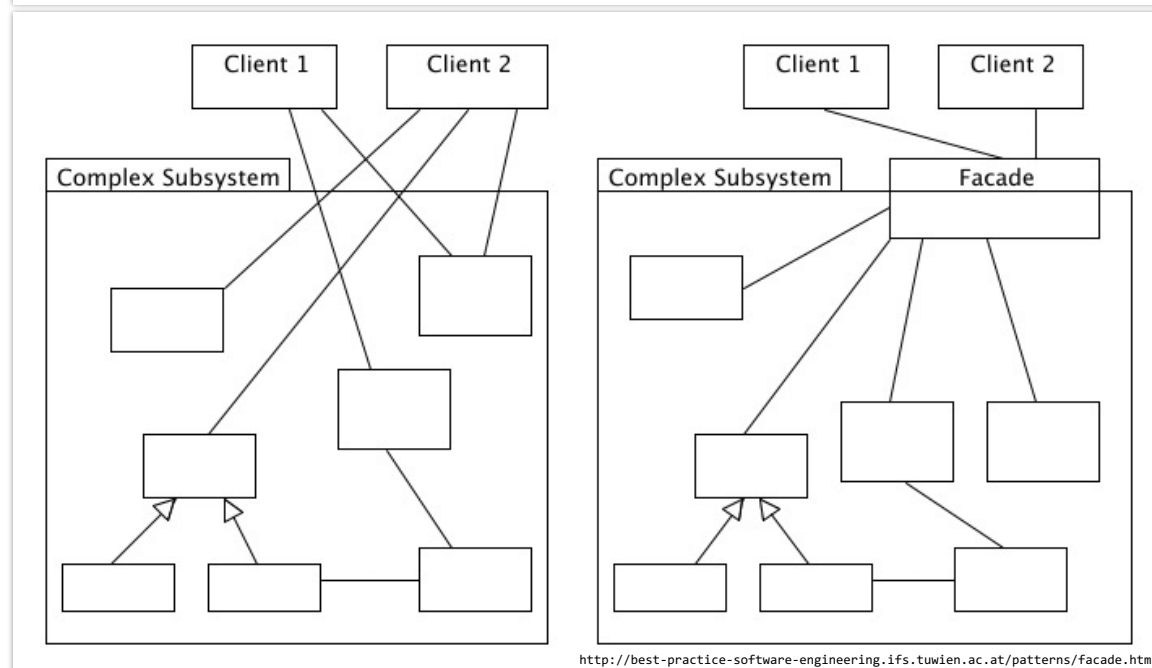 Client 1
Client 2
Complex Subsystem
Client 1
Client 2
Complex Subsystem
Facade
http://best-practice-software-engineering.ifs.tuwien.ac.at/patterns/facade.htm